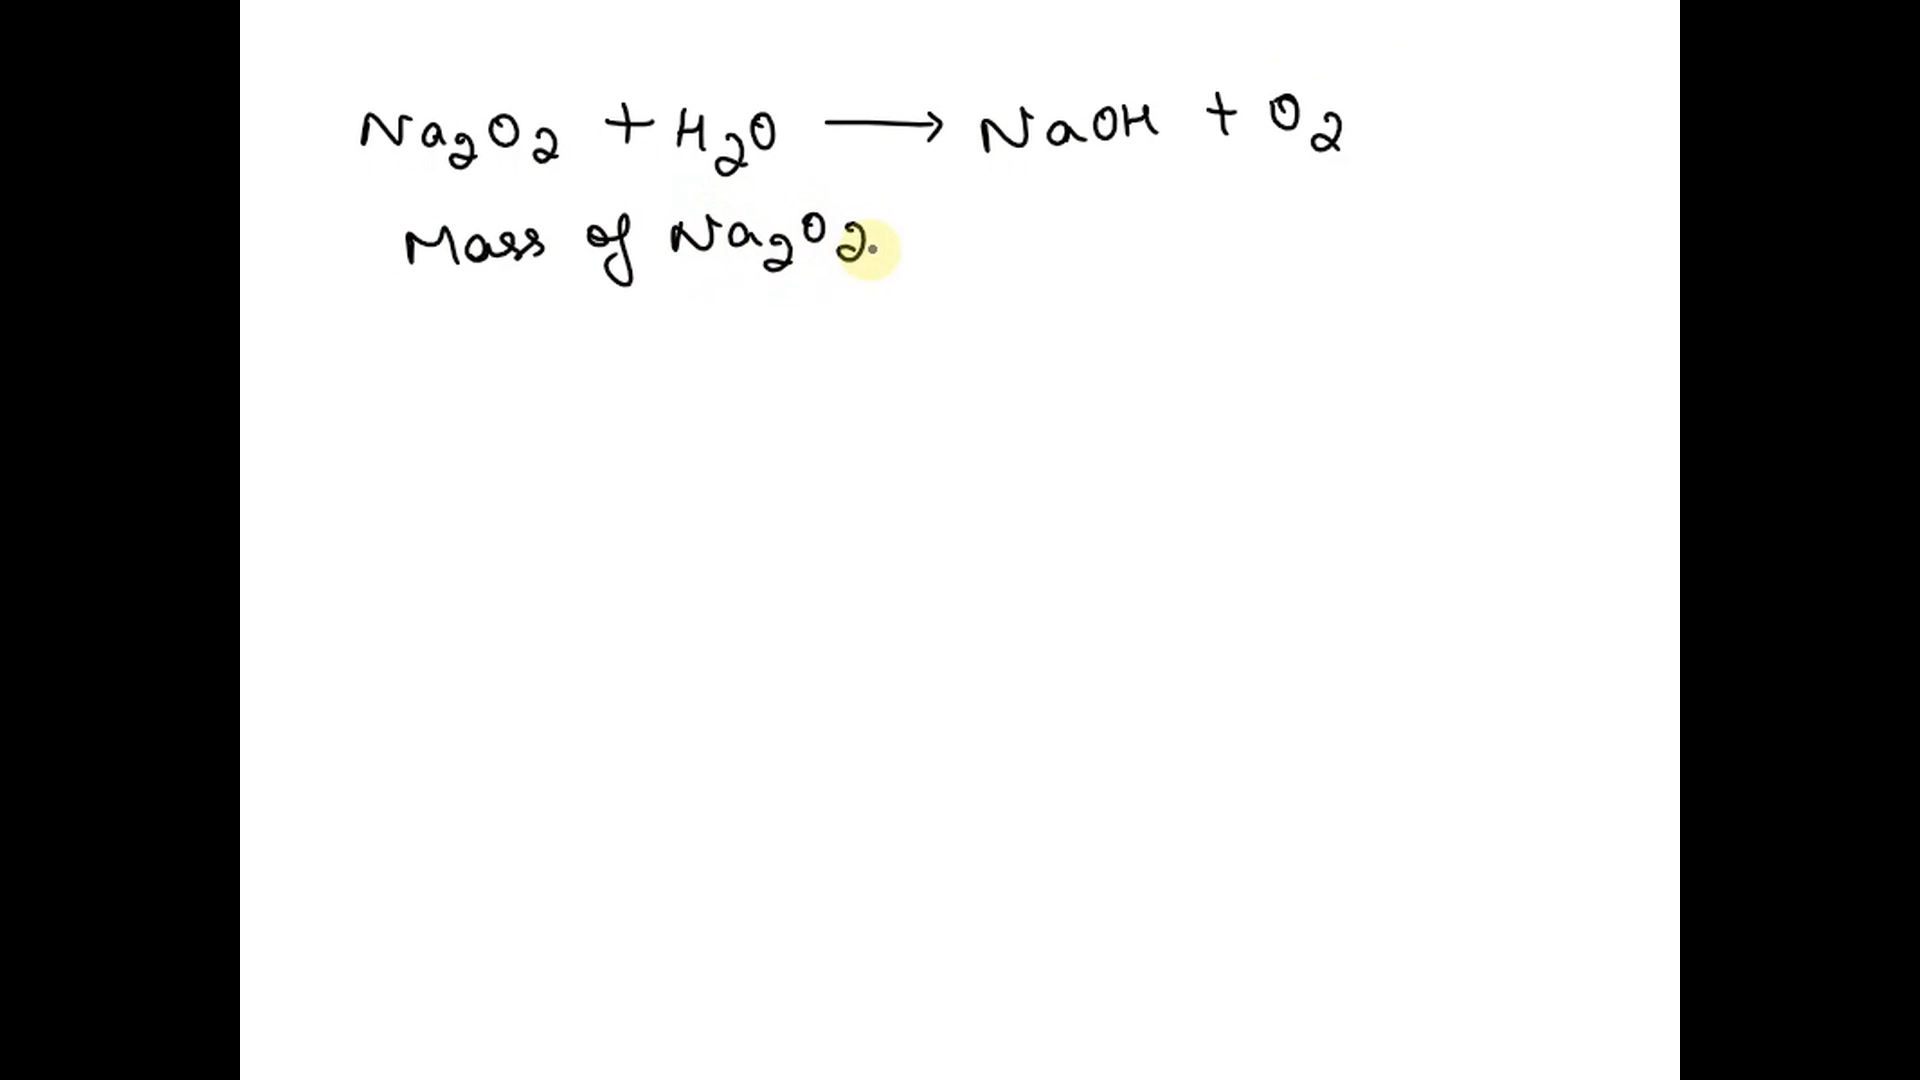 Na₂O₂ + H₂O ⟶ NaOH + O₂
Mass of Na₂O₂